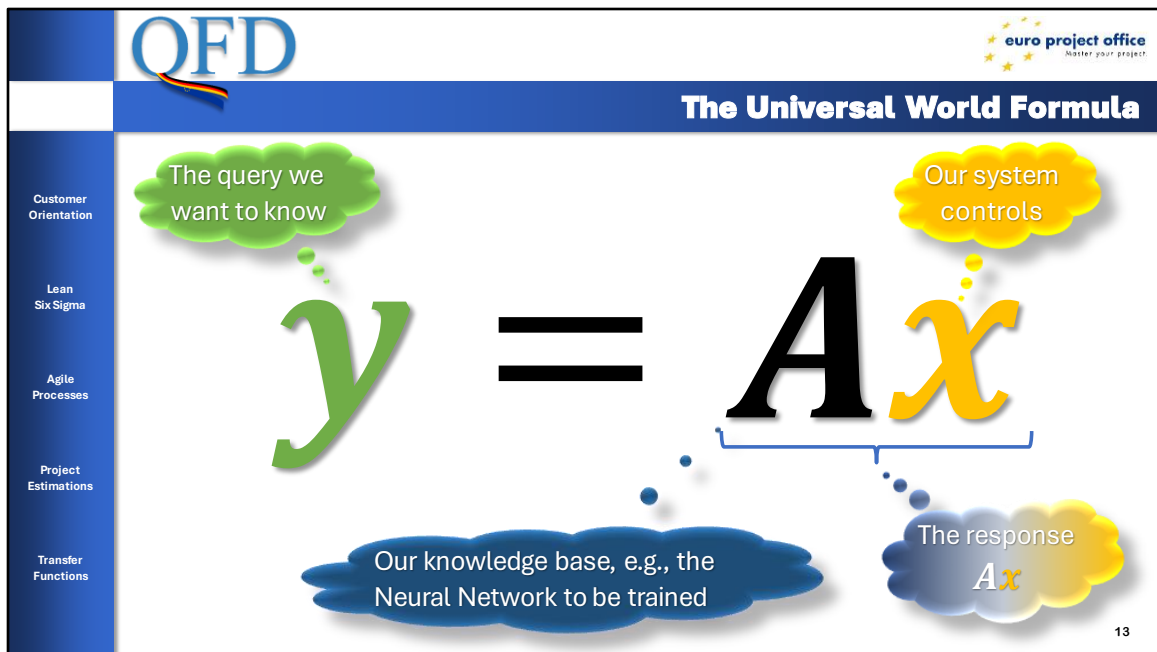 QFD
euro project office
Master your project.
The Universal World Formula
Customer
Orientation
Lean
Six Sigma
Agile
Processes
Project
Estimations
Transfer
Functions
The query we
want to know
Our system
controls
y = Ax
Our knowledge base, e.g., the
Neural Network to be trained
The response
Ax
13